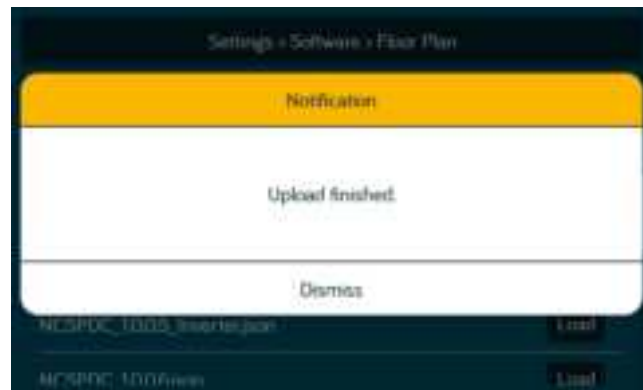 Settings > Software > Floor Plan
Notification
Upload finished.
Dismiss
Load
Load